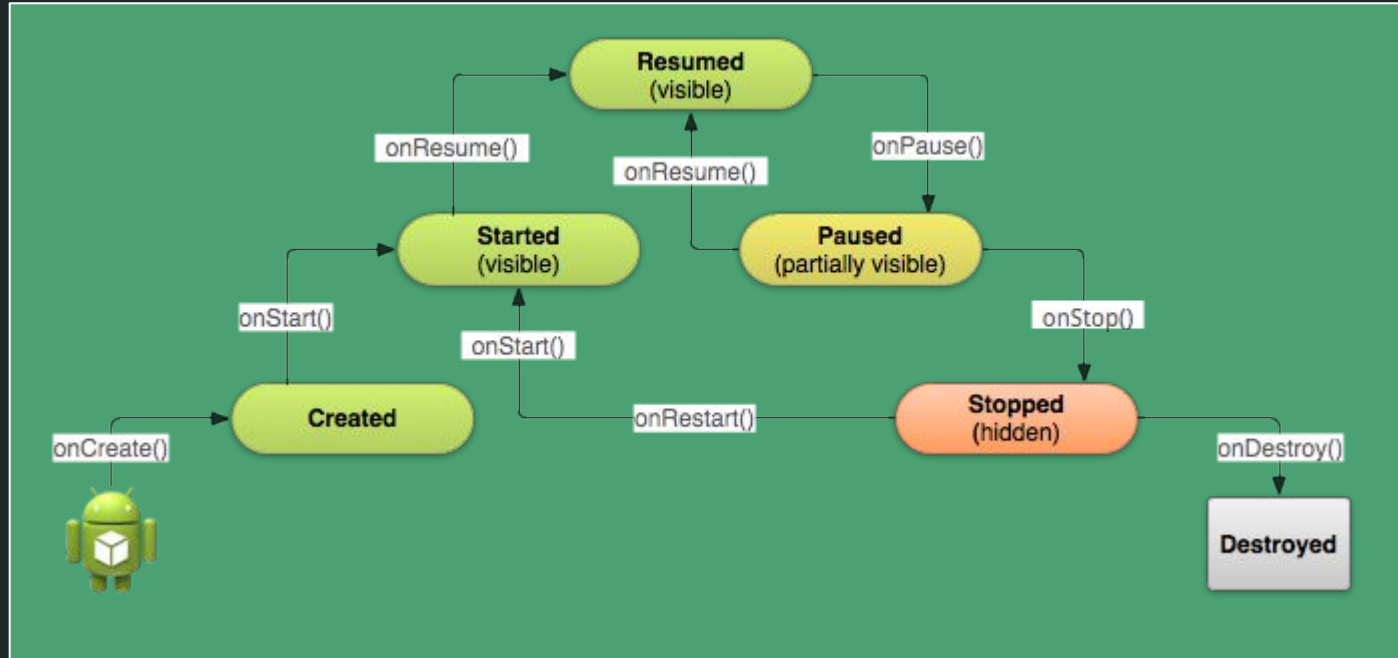 Resumed
(visible)
onResume()
onPause()
onResume()
Started
(visible)
Paused
(partially visible)
onStart()
onStop()
onStart()
Created
onRestart()
Stopped
(hidden)
onCreate()
onDestroy()
Destroyed